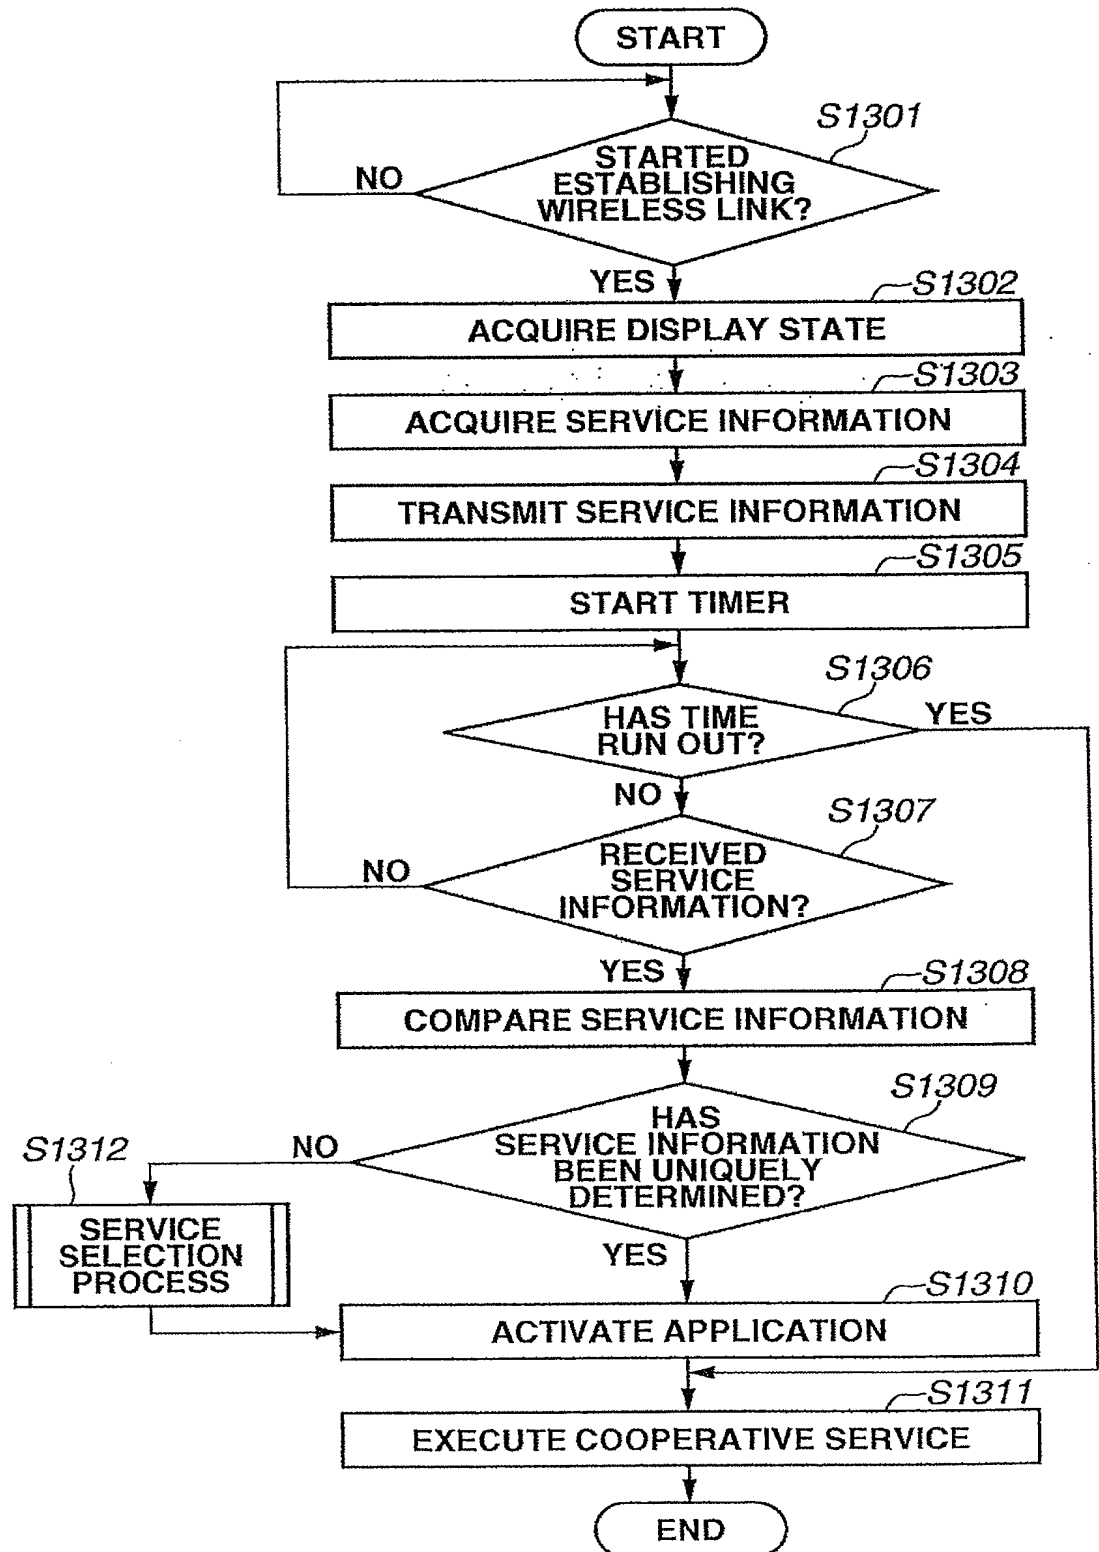 START
S1301
STARTED
ESTABLISHING
WIRELESS LINK?
NO
YES
S1302
ACQUIRE DISPLAY STATE
S1303
ACQUIRE SERVICE INFORMATION
S1304
TRANSMIT SERVICE INFORMATION
S1305
START TIMER
S1306
HAS TIME
RUN OUT?
YES
NO
S1307
RECEIVED
SERVICE
INFORMATION?
NO
YES
S1308
COMPARE SERVICE INFORMATION
S1309
HAS
SERVICE INFORMATION
BEEN UNIQUELY
DETERMINED?
NO
S1312
SERVICE
SELECTION
PROCESS
YES
S1310
ACTIVATE APPLICATION
S1311
EXECUTE COOPERATIVE SERVICE
END